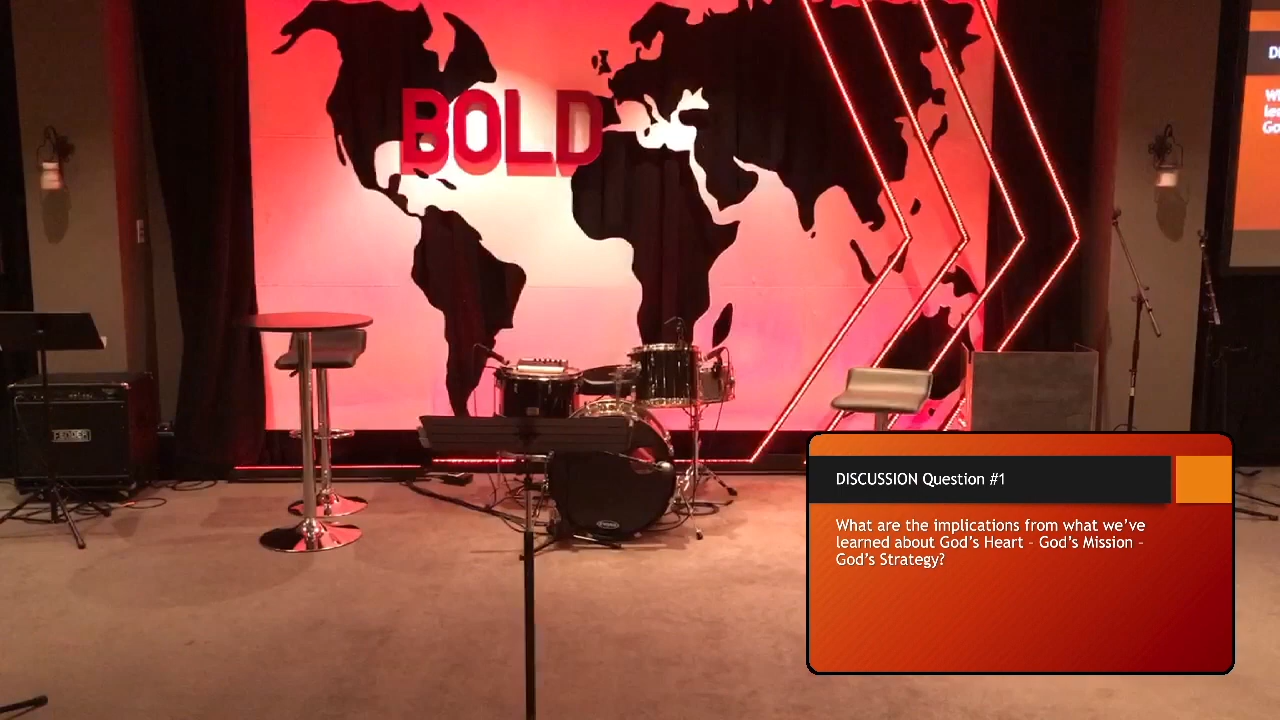 BOLD
FENDER
DISCUSSION Question #1
What are the implications from what we've
learned about God's Heart - God's Mission -
God's Strategy?